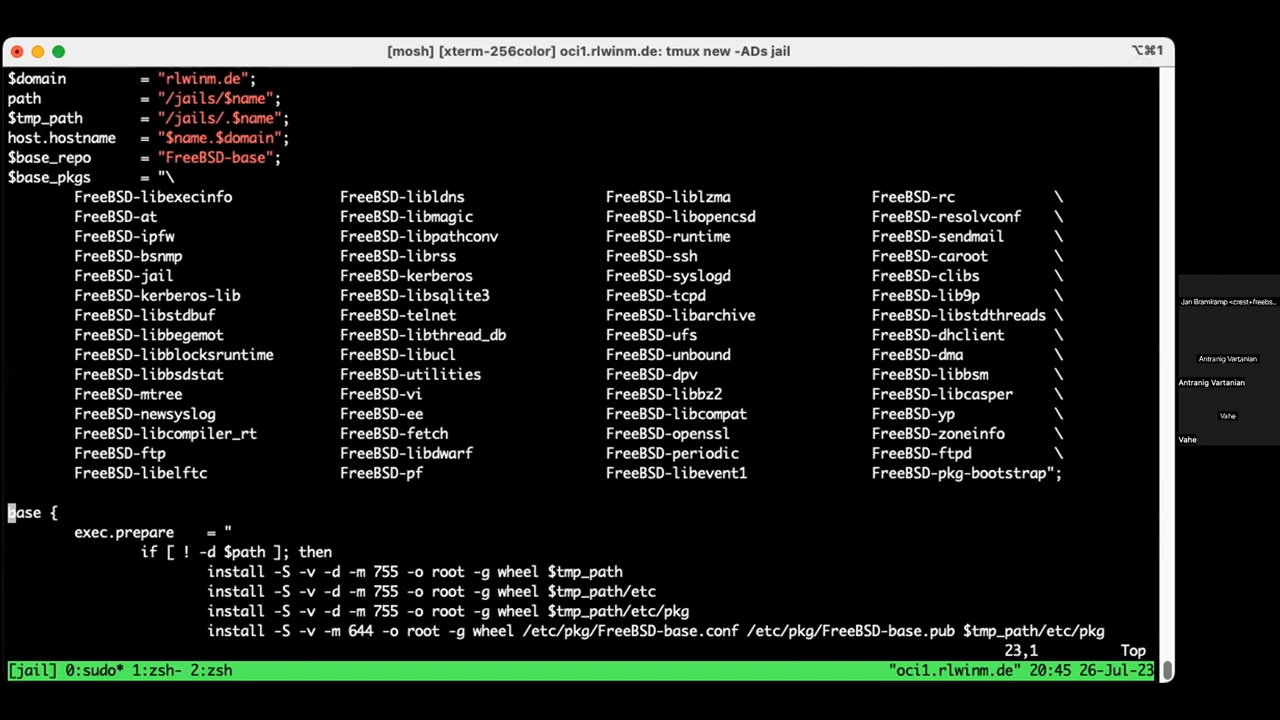 [mosh] [xterm-256color] oci1.rlwinm.de: tmux new -ADs jail ⌥⌘1
$domain = "rlwinm.de";
path = "/jails/$name";
$tmp_path = "/jails/.$name";
host.hostname = "$name.$domain";
$base_repo = "FreeBSD-base";
$base_pkgs = "\
FreeBSD-libexecinfo FreeBSD-libldns FreeBSD-liblzma FreeBSD-rc \
FreeBSD-at FreeBSD-libmagic FreeBSD-libopencsd FreeBSD-resolvconf \
FreeBSD-ipfw FreeBSD-libpathconv FreeBSD-runtime FreeBSD-sendmail \
FreeBSD-bsnmp FreeBSD-librss FreeBSD-ssh FreeBSD-caroot \
FreeBSD-jail FreeBSD-kerberos FreeBSD-syslogd FreeBSD-clibs \
FreeBSD-kerberos-lib FreeBSD-libsqlite3 FreeBSD-tcpd FreeBSD-lib9p \
FreeBSD-libstdbuf FreeBSD-telnet FreeBSD-libarchive FreeBSD-libstdthreads \
FreeBSD-libbegemot FreeBSD-libthread_db FreeBSD-ufs FreeBSD-dhclient \
FreeBSD-libblocksruntime FreeBSD-libucl FreeBSD-unbound FreeBSD-dma \
FreeBSD-libbsdstat FreeBSD-utilities FreeBSD-dpv FreeBSD-libbsm \
FreeBSD-mtree FreeBSD-vi FreeBSD-libbz2 FreeBSD-libcasper \
FreeBSD-newsyslog FreeBSD-ee FreeBSD-libcompat FreeBSD-yp \
FreeBSD-libcompiler_rt FreeBSD-fetch FreeBSD-openssl FreeBSD-zoneinfo \
FreeBSD-ftp FreeBSD-libdwarf FreeBSD-periodic FreeBSD-ftpd \
FreeBSD-libelftc FreeBSD-pf FreeBSD-libevent1 FreeBSD-pkg-bootstrap";
base {
exec.prepare = "
if [ ! -d $path ]; then
install -S -v -d -m 755 -o root -g wheel $tmp_path
install -S -v -d -m 755 -o root -g wheel $tmp_path/etc
install -S -v -d -m 755 -o root -g wheel $tmp_path/etc/pkg
install -S -v -m 644 -o root -g wheel /etc/pkg/FreeBSD-base.conf /etc/pkg/FreeBSD-base.pub $tmp_path/etc/pkg
23,1 Top
[jail] 0:sudo* 1:zsh- 2:zsh "oci1.rlwinm.de" 20:45 26-Jul-23
Jan Bramkamp <crest+freebs...
Antranig Vartanian
Antranig Vartanian
Vahe
Vahe